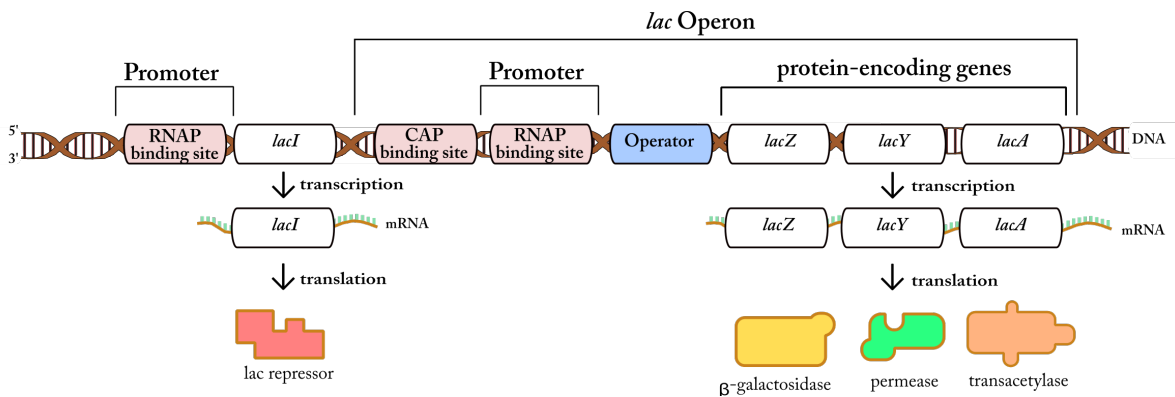 lac Operon
Promoter
Promoter
protein-encoding genes
5'
3'
RNAP
binding site
lacI
CAP
binding site
RNAP
binding site
Operator
lacZ
lacY
lacA
DNA
transcription
transcription
lacI
mRNA
lacZ
lacY
lacA
mRNA
translation
translation
lac repressor
β-galactosidase
permease
transacetylase